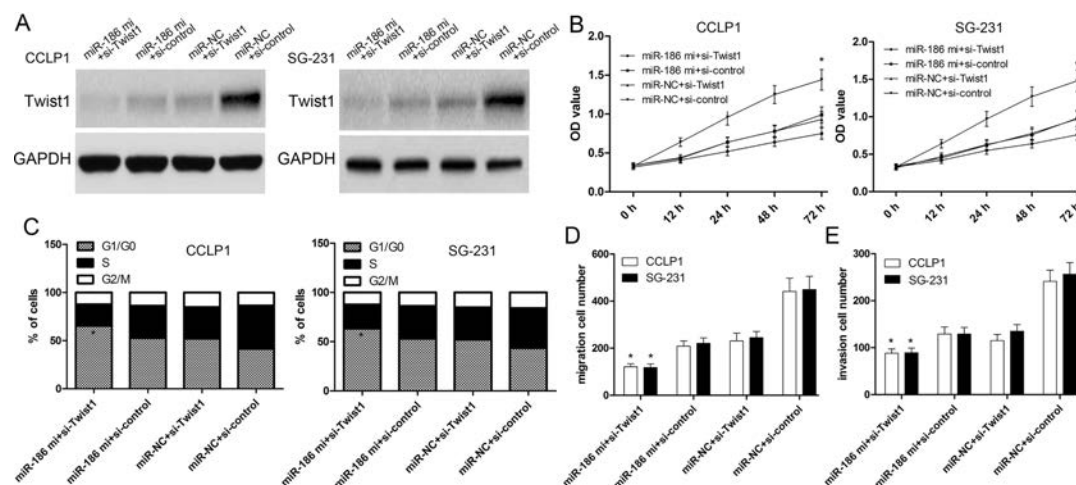 A
CCLP1
miR-186 mi
+si-Twist1
miR-186 mi
+si-control
miR-NC
+si-Twist1
miR-NC
+si-control
Twist1
GAPDH
SG-231
miR-186 mi
+si-Twist1
miR-186 mi
+si-control
miR-NC
+si-Twist1
miR-NC
+si-control
Twist1
GAPDH
B
CCLP1
miR-186 mi+si-Twist1
miR-186 mi+si-control
miR-NC+si-Twist1
miR-NC+si-control
*
OD value
2.0
1.5
1.0
0.5
0.0
0 h
12 h
24 h
48 h
72 h
SG-231
miR-186 mi+si-Twist1
miR-186 mi+si-control
miR-NC+si-Twist1
miR-NC+si-control
OD value
2.0
1.5
1.0
0.5
0.0
0 h
12 h
24 h
48 h
72 h
C
G1/G0
S
G2/M
CCLP1
% of cells
150
100
50
0
*
miR-186 mi+si-Twist1
miR-186 mi+si-control
miR-NC+si-Twist1
miR-NC+si-control
G1/G0
S
G2/M
SG-231
% of cells
150
100
50
0
*
miR-186 mi+si-Twist1
miR-186 mi+si-control
miR-NC+si-Twist1
miR-NC+si-control
D
CCLP1
SG-231
migration cell number
600
400
200
0
* *
miR-186 mi+si-Twist1
miR-186 mi+si-control
miR-NC+si-Twist1
miR-NC+si-control
E
CCLP1
SG-231
invasion cell number
300
200
100
0
* *
miR-186 mi+si-Twist1
miR-186 mi+si-control
miR-NC+si-Twist1
miR-NC+si-control